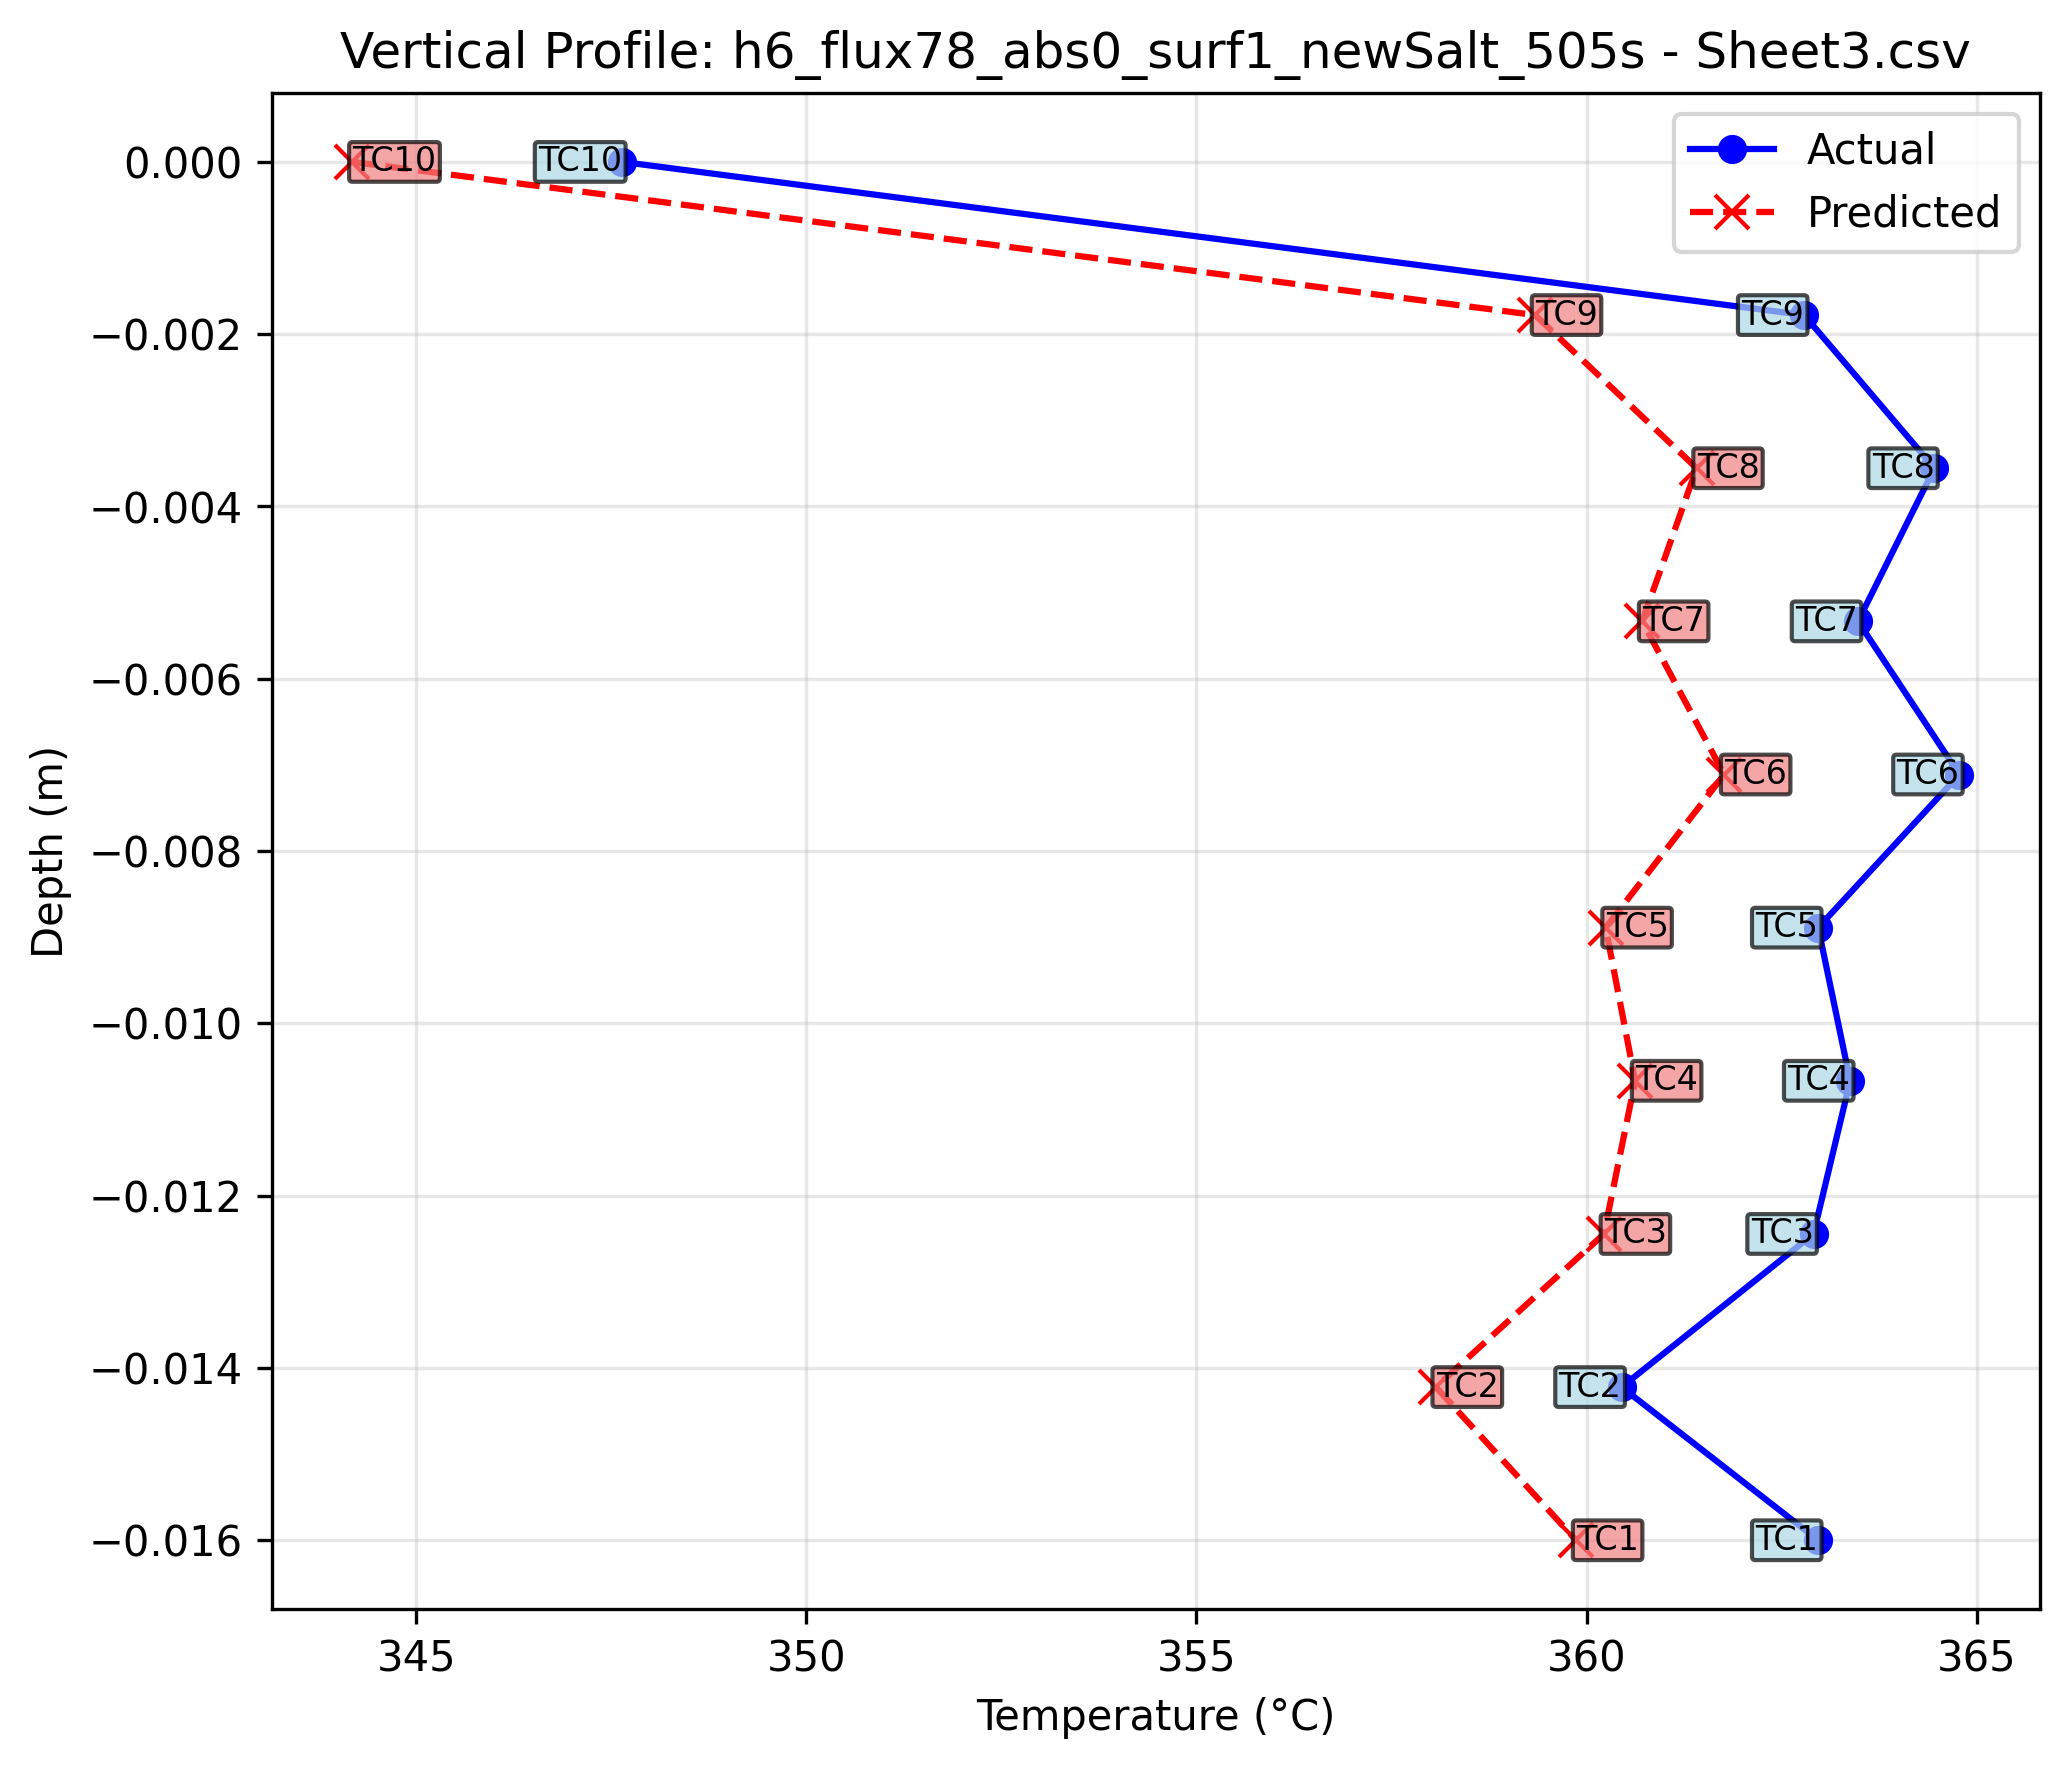 Vertical Profile: h6_flux78_abs0_surf1_newSalt_505s - Sheet3.csv
Actual
Predicted
0.000
−0.002
−0.004
−0.006
−0.008
−0.010
−0.012
−0.014
−0.016
Depth (m)
TC10 TC10
TC9 TC9
TC8 TC8
TC7 TC7
TC6 TC6
TC5 TC5
TC4 TC4
TC3 TC3
TC2 TC2
TC1 TC1
345 350 355 360 365
Temperature (°C)